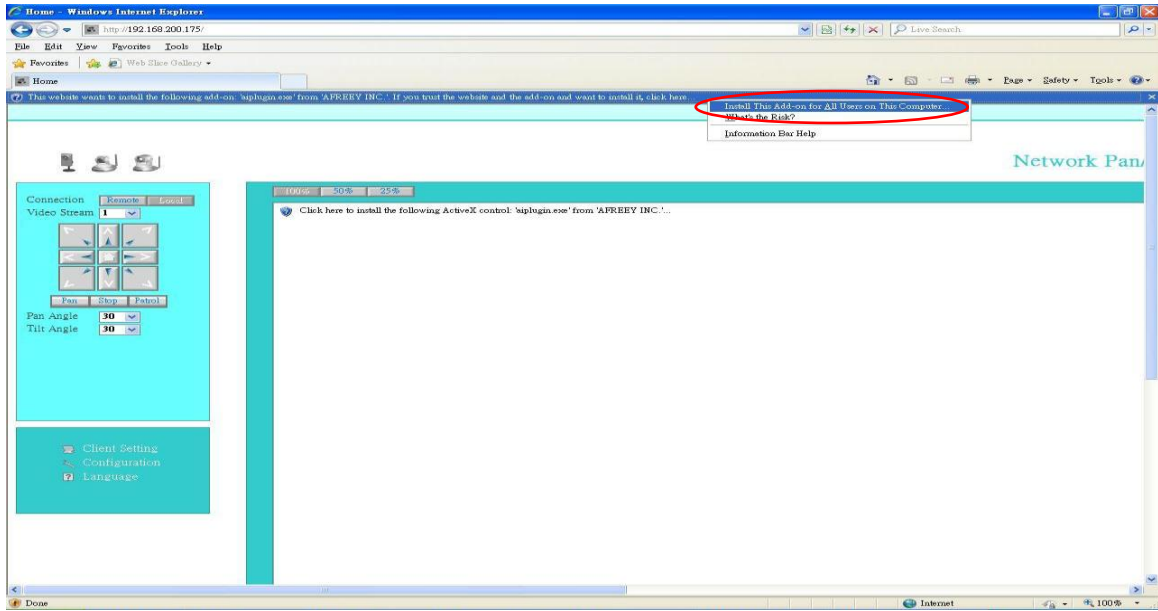 Home - Windows Internet Explorer
http://192.168.200.175/
Live Search
File Edit View Favorites Tools Help
Favorites Web Slice Gallery
Home
Page Safety Tools
This website wants to install the following add-on: 'aiplugin.exe' from 'AFREEY INC.'. If you trust the website and the add-on and want to install it, click here...
Install This Add-on for All Users on This Computer...
What's the Risk?
Information Bar Help
Network Pan/
Connection Remote Local
Video Stream 1
100% 50% 25%
Click here to install the following ActiveX control: 'aiplugin.exe' from 'AFREEY INC.'...
Pan Stop Patrol
Pan Angle 30
Tilt Angle 30
Client Setting
Configuration
Language
Done
Internet
100%